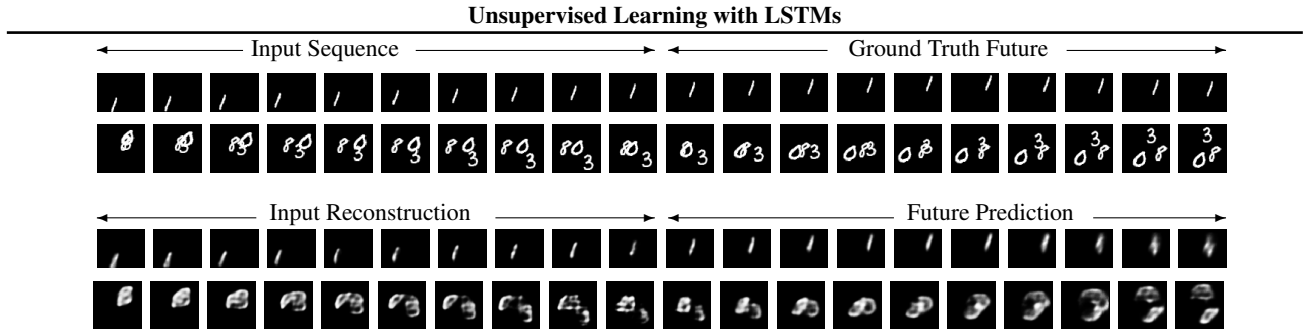 Unsupervised Learning with LSTMs
Input Sequence Ground Truth Future
Input Reconstruction Future Prediction